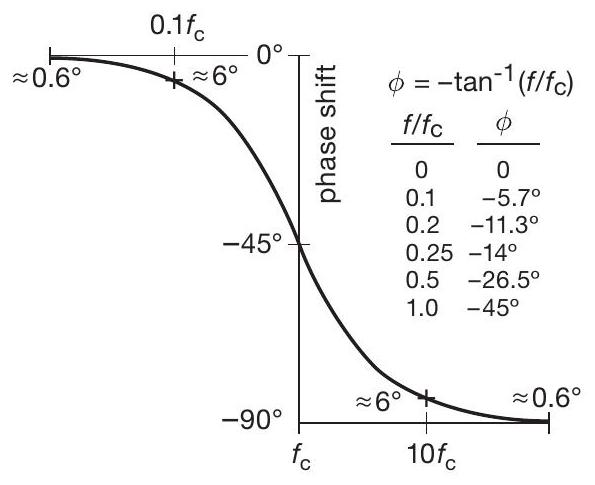 0.1fc
0°
≈0.6°
≈6°
phase shift
ϕ = −tan⁻¹(f/fc)
f/fc ϕ
0 0
0.1 −5.7°
0.2 −11.3°
−45°
0.25 −14°
0.5 −26.5°
1.0 −45°
≈6°
≈0.6°
−90°
fc
10fc